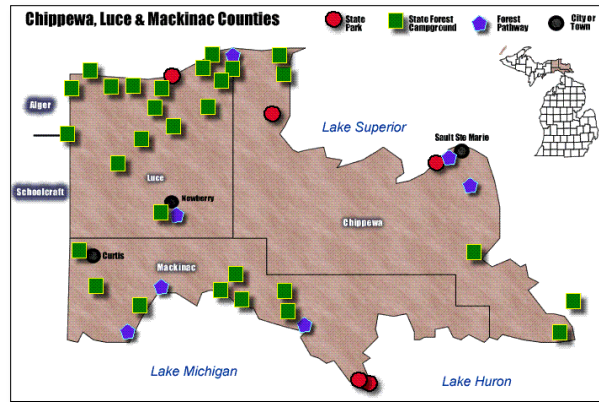 Chippewa, Luce & Mackinac Counties
State Park
State Forest Campground
Forest Pathway
City or Town
Alger
Lake Superior
Sault Ste Marie
Schoolcraft
Luce
Newberry
Chippewa
Curtis
Mackinac
Lake Michigan
Lake Huron